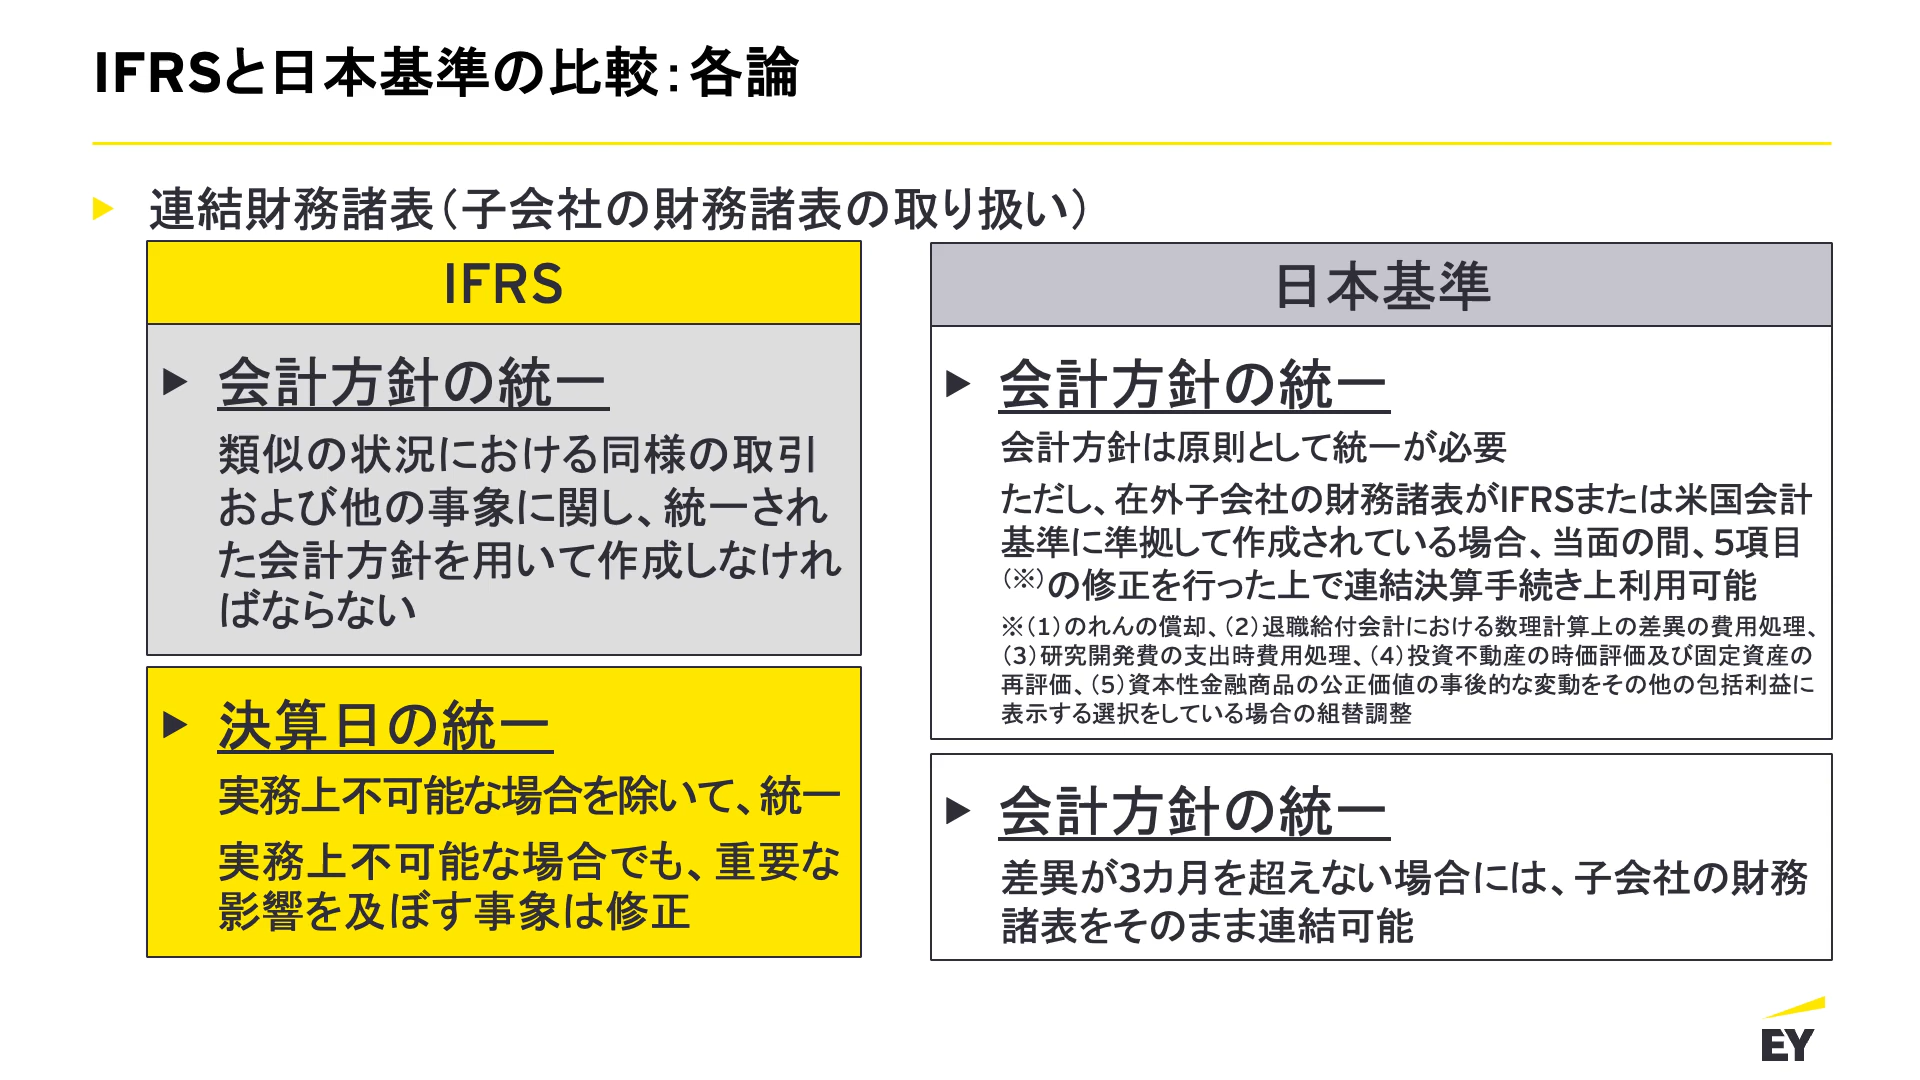 IFRSと日本基準の比較：各論
連結財務諸表（子会社の財務諸表の取り扱い）
IFRS
会計方針の統一
類似の状況における同様の取引
および他の事象に関し、統一され
た会計方針を用いて作成しなけれ
ばならない
決算日の統一
実務上不可能な場合を除いて、統一
実務上不可能な場合でも、重要な
影響を及ぼす事象は修正
日本基準
会計方針の統一
会計方針は原則として統一が必要
ただし、在外子会社の財務諸表がIFRSまたは米国会計
基準に準拠して作成されている場合、当面の間、5項目
（※）の修正を行った上で連結決算手続き上利用可能
※（1）のれんの償却、（2）退職給付会計における数理計算上の差異の費用処理、
（3）研究開発費の支出時費用処理、（4）投資不動産の時価評価及び固定資産の
再評価、（5）資本性金融商品の公正価値の事後的な変動をその他の包括利益に
表示する選択をしている場合の組替調整
会計方針の統一
差異が3カ月を超えない場合には、子会社の財務
諸表をそのまま連結可能
EY